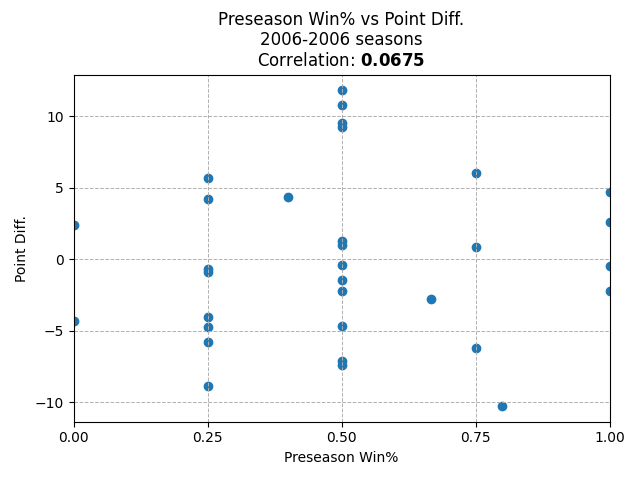 Preseason Win% vs Point Diff.
2006-2006 seasons
Correlation: 0.0675
10
5
0
−5
−10
Point Diff.
0.00 0.25 0.50 0.75 1.00
Preseason Win%